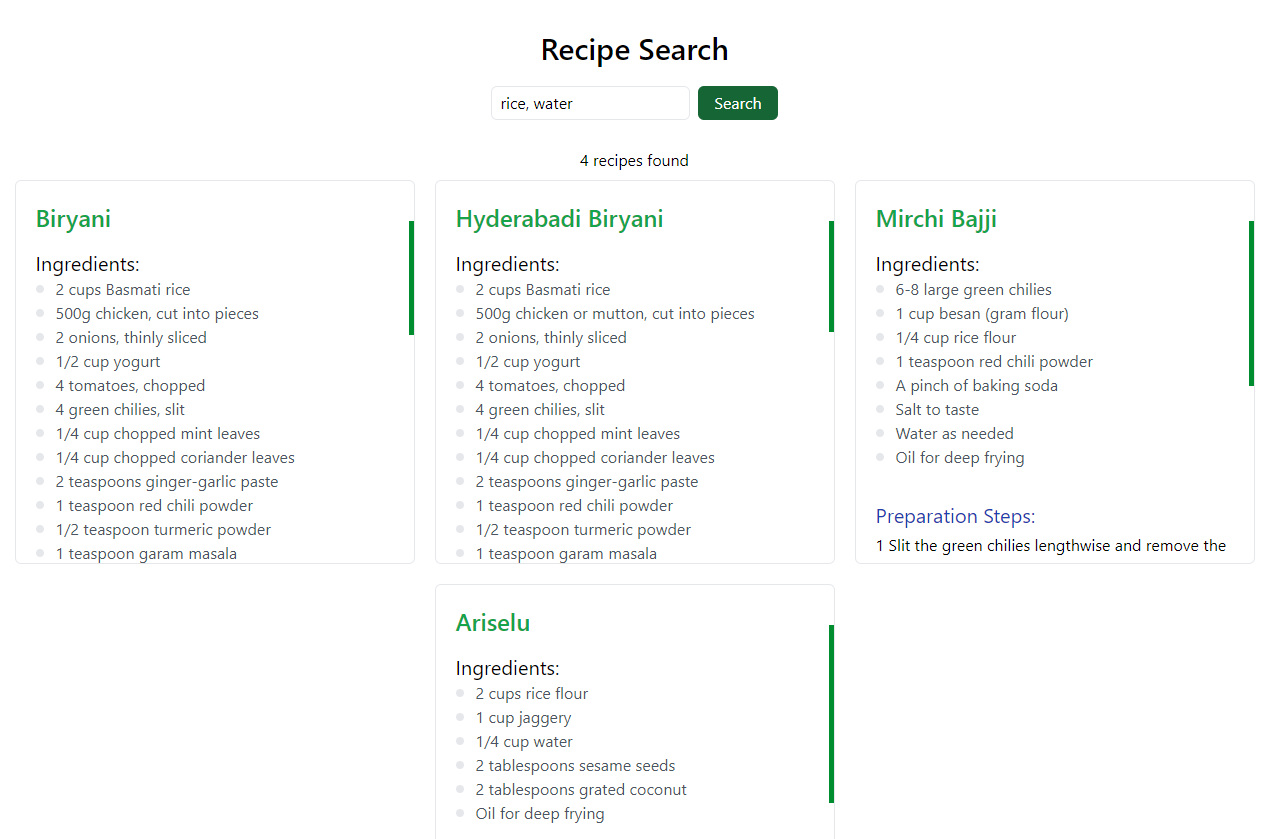 Recipe Search
rice, water
Search
4 recipes found
Biryani
Ingredients:
2 cups Basmati rice
500g chicken, cut into pieces
2 onions, thinly sliced
1/2 cup yogurt
4 tomatoes, chopped
4 green chilies, slit
1/4 cup chopped mint leaves
1/4 cup chopped coriander leaves
2 teaspoons ginger-garlic paste
1 teaspoon red chili powder
1/2 teaspoon turmeric powder
1 teaspoon garam masala
Hyderabadi Biryani
Ingredients:
2 cups Basmati rice
500g chicken or mutton, cut into pieces
2 onions, thinly sliced
1/2 cup yogurt
4 tomatoes, chopped
4 green chilies, slit
1/4 cup chopped mint leaves
1/4 cup chopped coriander leaves
2 teaspoons ginger-garlic paste
1 teaspoon red chili powder
1/2 teaspoon turmeric powder
1 teaspoon garam masala
Mirchi Bajji
Ingredients:
6-8 large green chilies
1 cup besan (gram flour)
1/4 cup rice flour
1 teaspoon red chili powder
A pinch of baking soda
Salt to taste
Water as needed
Oil for deep frying
Preparation Steps:
1 Slit the green chilies lengthwise and remove the
Ariselu
Ingredients:
2 cups rice flour
1 cup jaggery
1/4 cup water
2 tablespoons sesame seeds
2 tablespoons grated coconut
Oil for deep frying